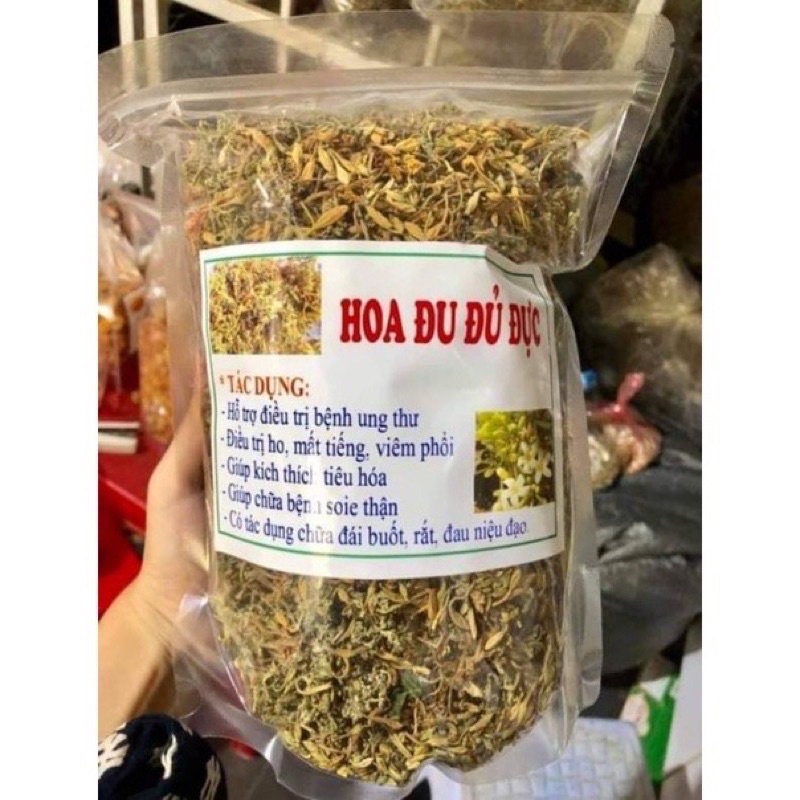 HOA ĐU ĐỦ ĐỰC
* TÁC DỤNG:
- Hỗ trợ điều trị bệnh ung thư
- Điều trị ho, mất tiếng, viêm phổi
- Giúp kích thích tiêu hóa
- Giúp chữa bệnh soie thận
- Có tác dụng chữa đái buốt, rắt, đau niệu đạo.